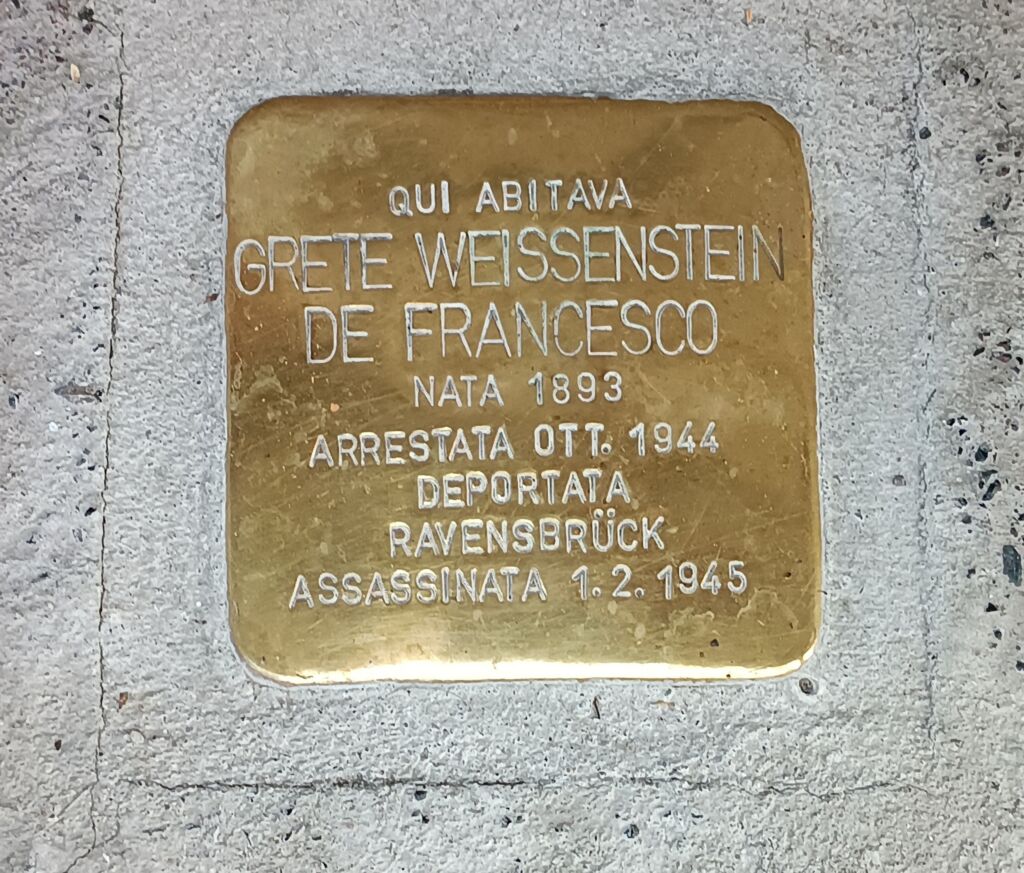 QUI ABITAVA
GRETE WEISSENSTEIN
DE FRANCESCO
NATA 1893
ARRESTATA OTT. 1944
DEPORTATA
RAVENSBRÜCK
ASSASSINATA 1.2.1945